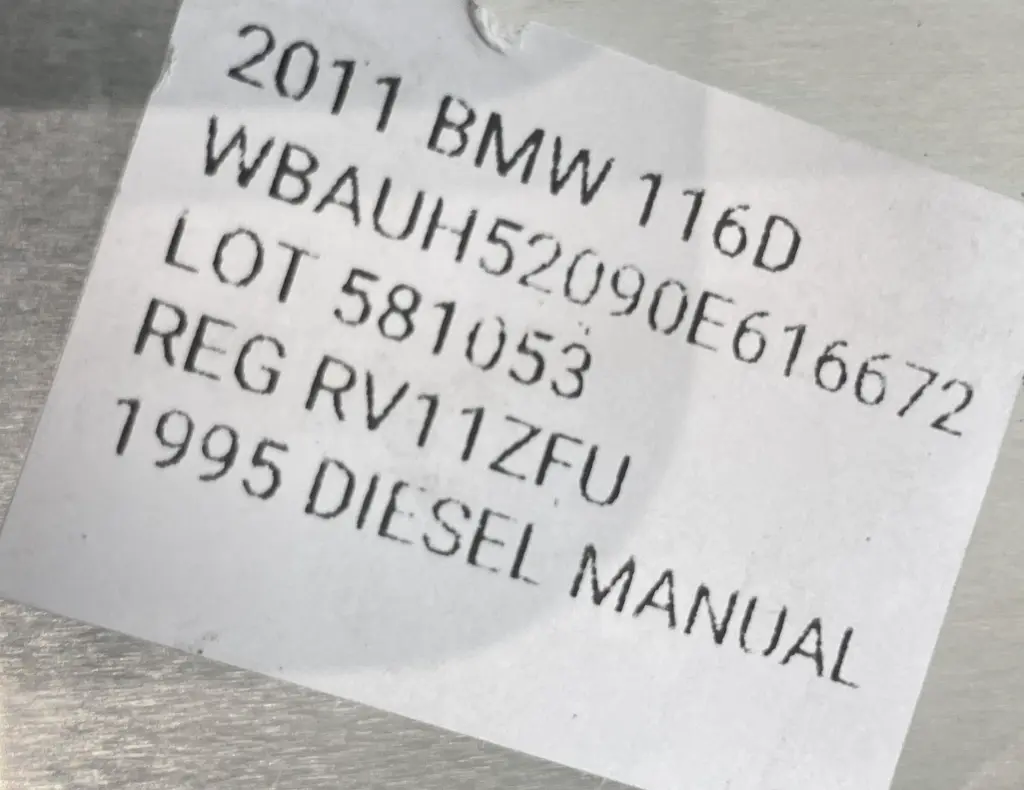 2011 BMW 116D
WBAUH52090E616672
LOT 581053
REG RV11ZFU
1995 DIESEL MANUAL